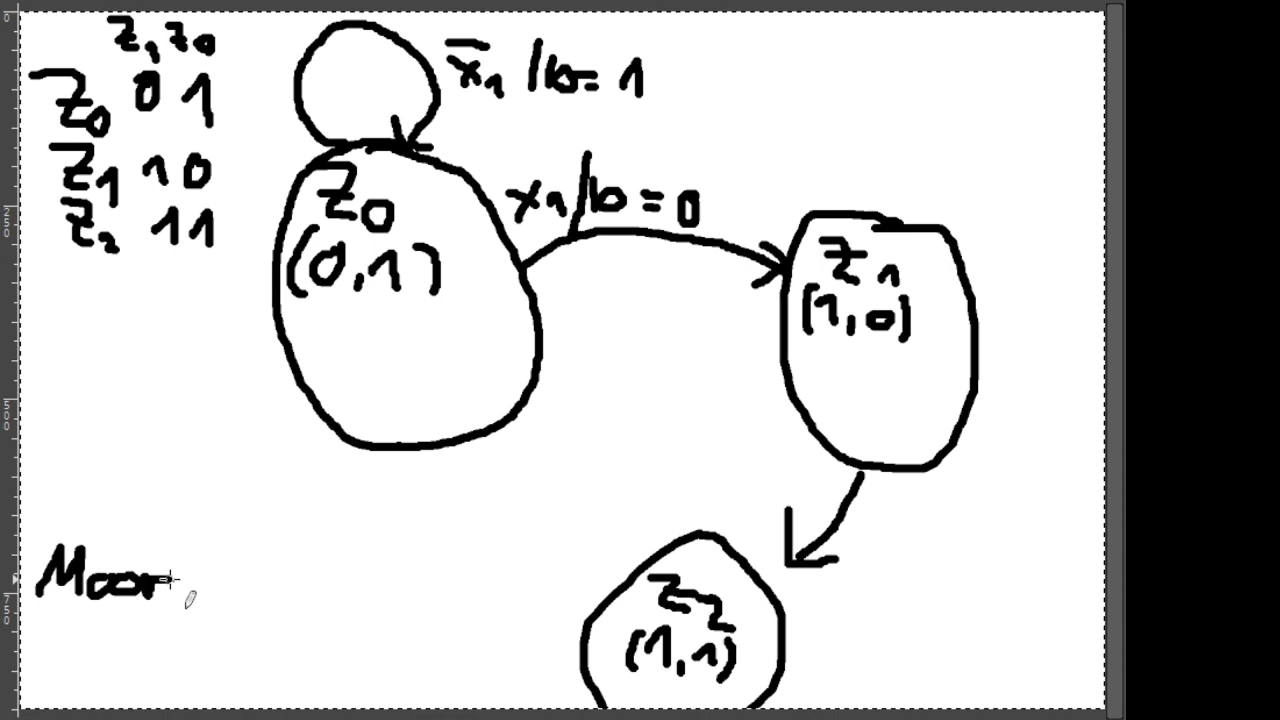 z₁ z₀
Z₀ 0 1
Z₁ 1 0
Z₂ 1 1
x̅₁ / b = 1
x₁ / b = 0
Z₀
(0,1)
Z₁
(1,0)
Z₂
(1,1)
Moor